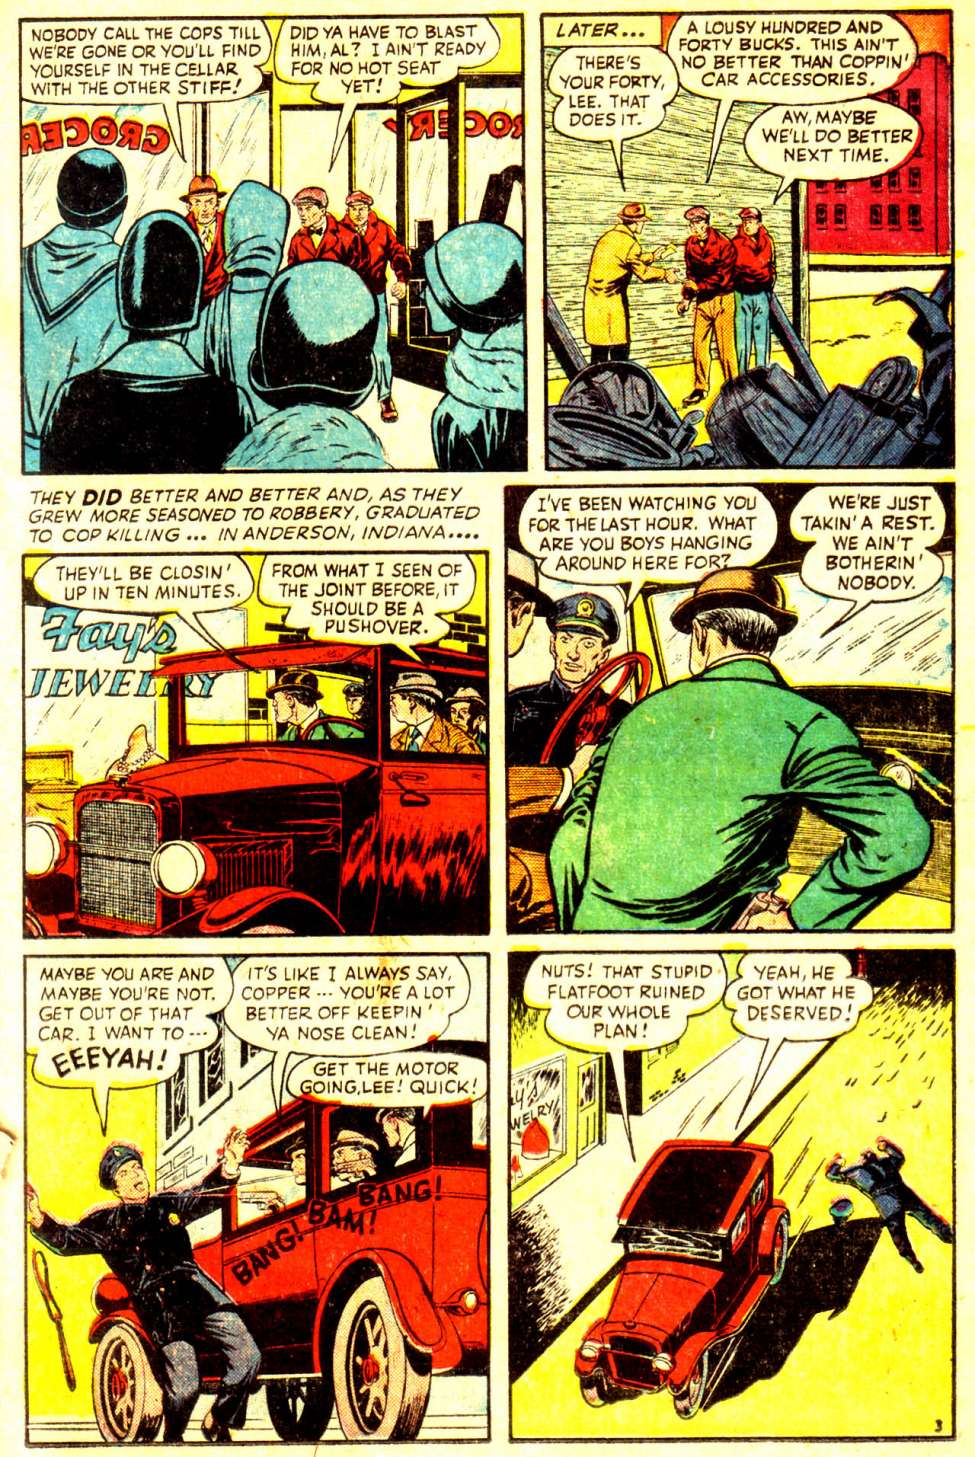 NOBODY CALL THE COPS TILL
WE'RE GONE OR YOU'LL FIND
YOURSELF IN THE CELLAR
WITH THE OTHER STIFF!
DID YA HAVE TO BLAST
HIM, AL? I AIN'T READY
FOR NO HOT SEAT
YET!
GROCER
GROCER
LATER...
THERE'S
YOUR FORTY,
LEE. THAT
DOES IT.
A LOUSY HUNDRED AND
FORTY BUCKS. THIS AIN'T
NO BETTER THAN COPPIN'
CAR ACCESSORIES.
AW, MAYBE
WE'LL DO BETTER
NEXT TIME.
THEY DID BETTER AND BETTER AND, AS THEY
GREW MORE SEASONED TO ROBBERY, GRADUATED
TO COP KILLING... IN ANDERSON, INDIANA....
THEY'LL BE CLOSIN'
UP IN TEN MINUTES.
FROM WHAT I SEEN OF
THE JOINT BEFORE, IT
SHOULD BE A
PUSHOVER.
Fay's
JEWELRY
I'VE BEEN WATCHING YOU
FOR THE LAST HOUR. WHAT
ARE YOU BOYS HANGING
AROUND HERE FOR?
WE'RE JUST
TAKIN' A REST.
WE AIN'T
BOTHERIN'
NOBODY.
MAYBE YOU ARE AND
MAYBE YOU'RE NOT.
GET OUT OF THAT
CAR. I WANT TO---
EEEYAH!
IT'S LIKE I ALWAYS SAY,
COPPER --- YOU'RE A LOT
BETTER OFF KEEPIN'
YA NOSE CLEAN!
GET THE MOTOR
GOING, LEE! QUICK!
BANG!
BAM!
BANG!
NUTS! THAT STUPID
FLATFOOT RUINED
OUR WHOLE
PLAN!
YEAH, HE
GOT WHAT HE
DESERVED!
AY'S
WELRY
3